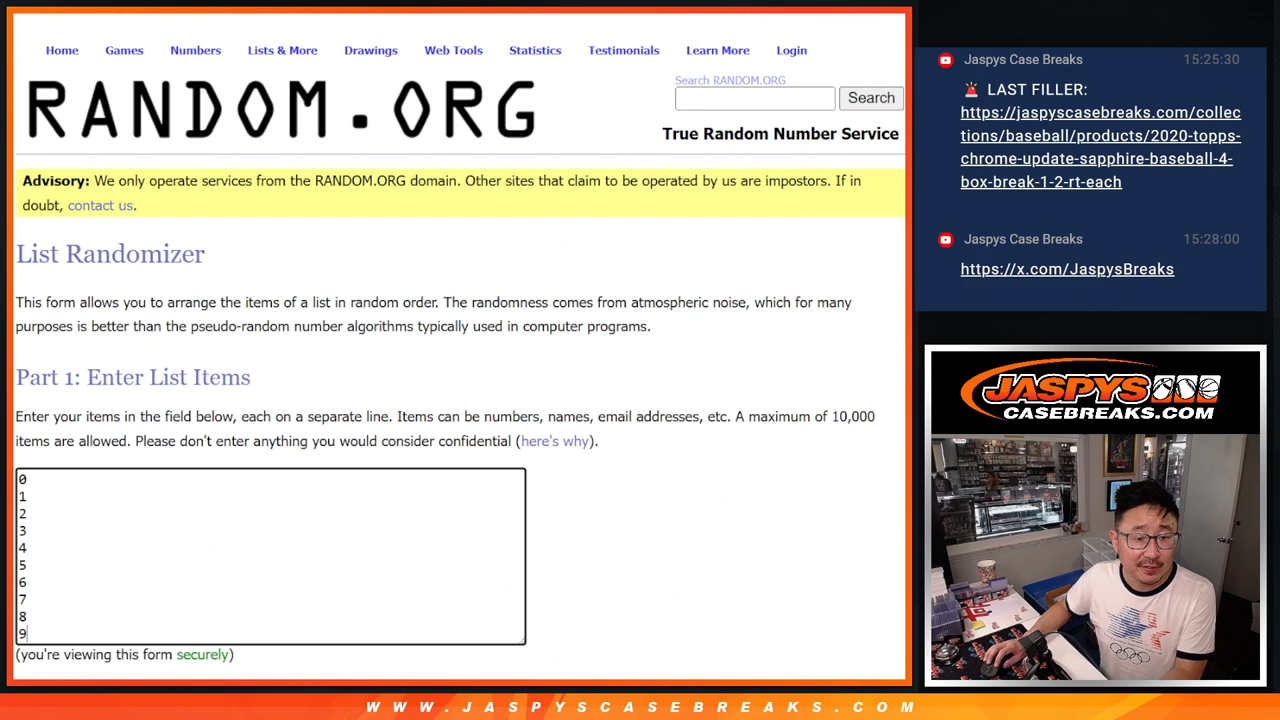 Home Games Numbers Lists & More Drawings Web Tools Statistics Testimonials Learn More Login
RANDOM.ORG
Search RANDOM.ORG
Search
True Random Number Service
Advisory: We only operate services from the RANDOM.ORG domain. Other sites that claim to be operated by us are impostors. If in
doubt, contact us.
List Randomizer
This form allows you to arrange the items of a list in random order. The randomness comes from atmospheric noise, which for many
purposes is better than the pseudo-random number algorithms typically used in computer programs.
Part 1: Enter List Items
Enter your items in the field below, each on a separate line. Items can be numbers, names, email addresses, etc. A maximum of 10,000
items are allowed. Please don't enter anything you would consider confidential (here's why).
0
1
2
3
4
5
6
7
8
9
(you're viewing this form securely)
Jaspys Case Breaks 15:25:30
🚨 LAST FILLER:
https://jaspyscasebreaks.com/collec
tions/baseball/products/2020-topps-
chrome-update-sapphire-baseball-4-
box-break-1-2-rt-each
Jaspys Case Breaks 15:28:00
https://x.com/JaspysBreaks
JASPYS
CASEBREAKS.COM
WWW.JASPYSCASEBREAKS.COM